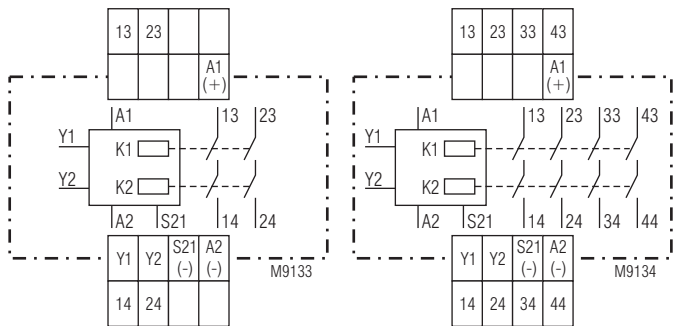 13 23
A1
(+)
A1
13
23
Y1
K1
Y2
K2
A2
S21
14
24
Y1 Y2 S21 A2
(-) (-)
M9133
14 24
13 23 33 43
A1
(+)
A1
13
23
33
43
Y1
K1
Y2
K2
A2
S21
14
24
34
44
Y1 Y2 S21 A2
(-) (-)
M9134
14 24 34 44